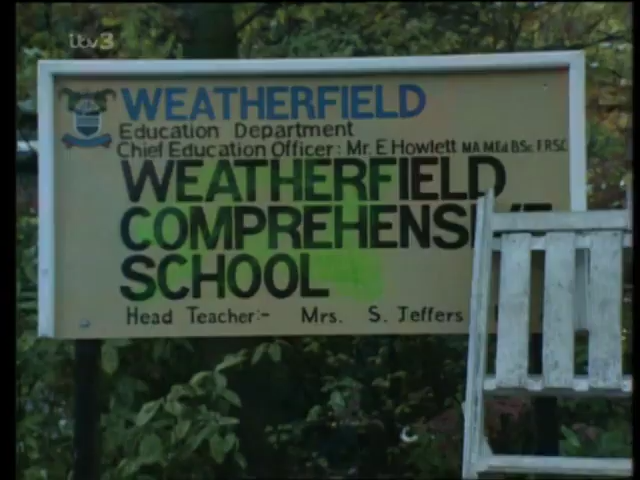 itv3
WEATHERFIELD
Education Department
Chief Education Officer: Mr. E Howlett MA MEd BSc FRSC
WEATHERFIELD
COMPREHENSIVE
SCHOOL
Head Teacher:- Mrs. S. Jeffers